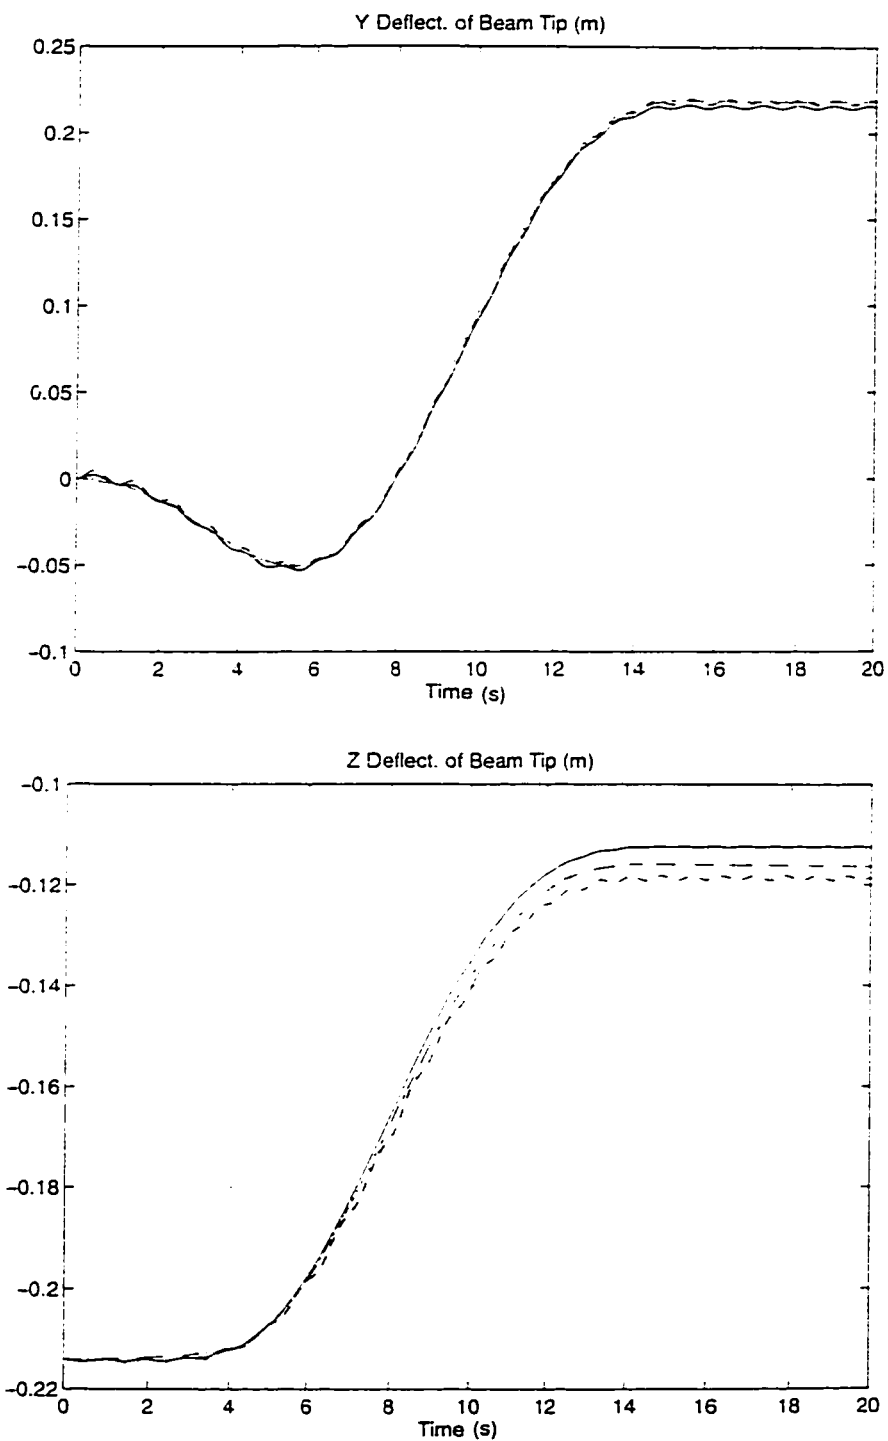 Y Deflect. of Beam Tip (m)
0.25
0.2
0.15
0.1
0.05
0
-0.05
-0.1
0 2 4 6 8 10 12 14 16 18 20
Time (s)
Z Deflect. of Beam Tip (m)
-0.1
-0.12
-0.14
-0.16
-0.18
-0.2
-0.22
0 2 4 6 8 10 12 14 16 18 20
Time (s)